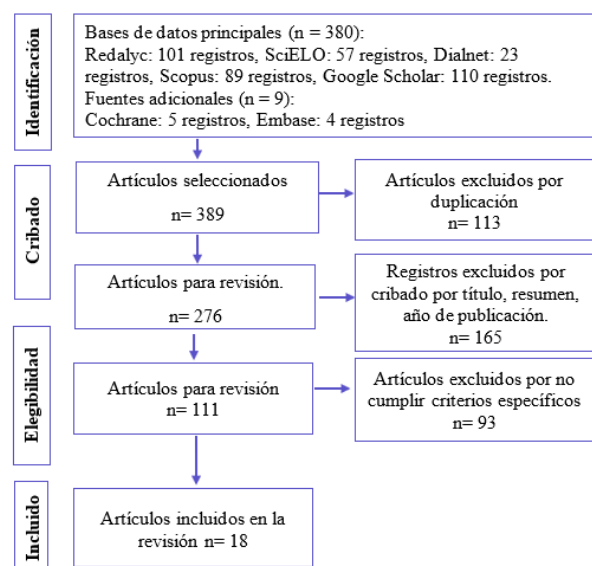 Identificación
Bases de datos principales (n = 380):
Redalyc: 101 registros, SciELO: 57 registros, Dialnet: 23
registros, Scopus: 89 registros, Google Scholar: 110 registros.
Fuentes adicionales (n = 9):
Cochrane: 5 registros, Embase: 4 registros
Cribado
Artículos seleccionados
n= 389
Artículos excluidos por
duplicación
n= 113
Artículos para revisión.
n= 276
Registros excluidos por
cribado por título, resumen,
año de publicación.
n= 165
Elegibilidad
Artículos para revisión
n= 111
Artículos excluidos por no
cumplir criterios específicos
n= 93
Incluido
Artículos incluidos en la
revisión n= 18